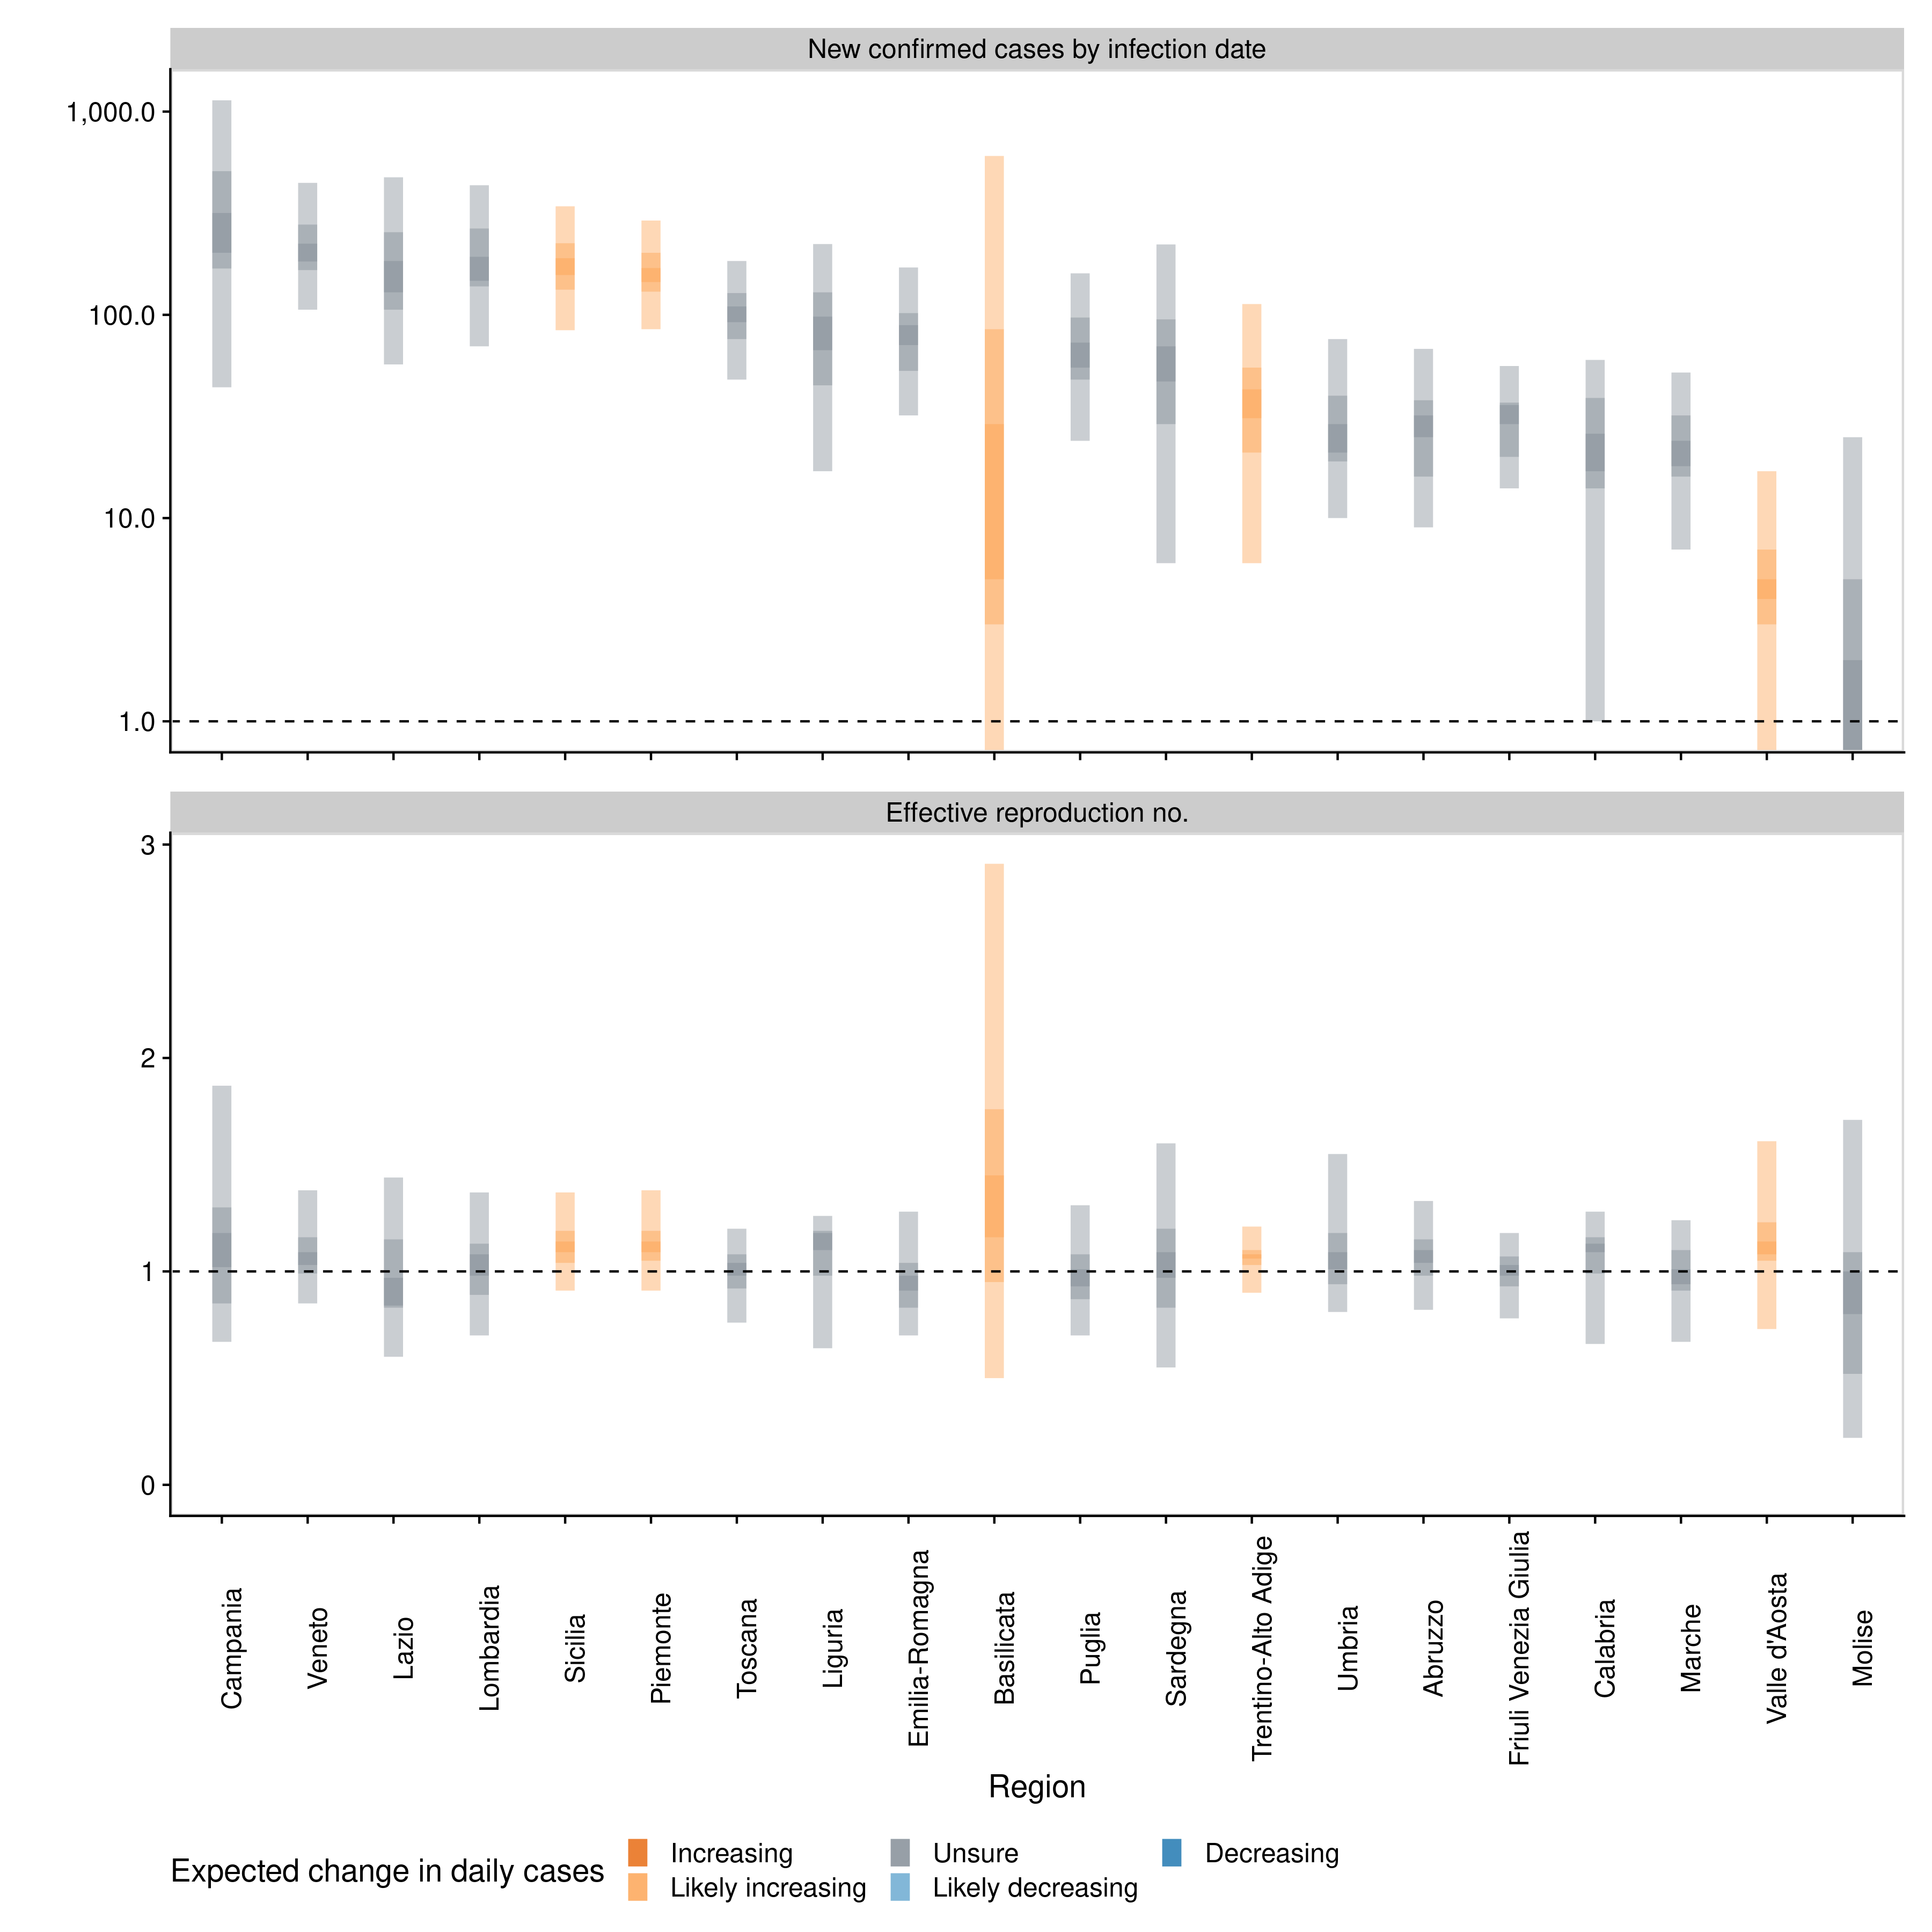 New confirmed cases by infection date
1,000.0
100.0
10.0
1.0
Effective reproduction no.
3
2
1
0
Campania
Veneto
Lazio
Lombardia
Sicilia
Piemonte
Toscana
Liguria
Emilia-Romagna
Basilicata
Puglia
Sardegna
Trentino-Alto Adige
Umbria
Abruzzo
Friuli Venezia Giulia
Calabria
Marche
Valle d'Aosta
Molise
Region
Expected change in daily cases
Increasing
Likely increasing
Unsure
Likely decreasing
Decreasing